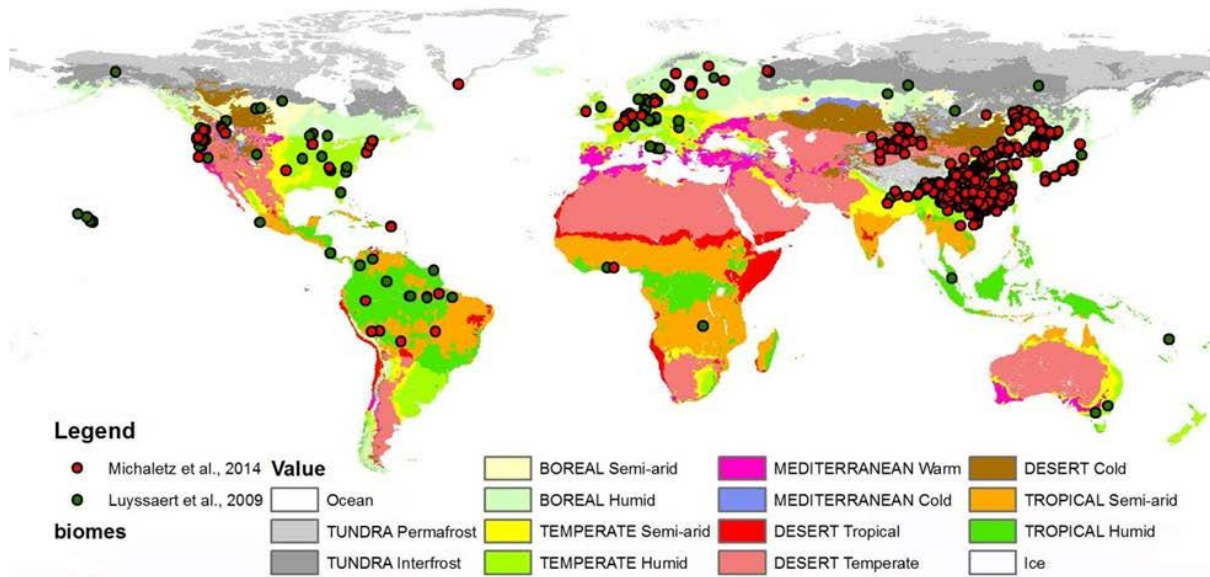 Legend
Michaletz et al., 2014
Luyssaert et al., 2009
biomes
Value
Ocean
TUNDRA Permafrost
TUNDRA Interfrost
BOREAL Semi-arid
BOREAL Humid
TEMPERATE Semi-arid
TEMPERATE Humid
MEDITERRANEAN Warm
MEDITERRANEAN Cold
DESERT Tropical
DESERT Temperate
DESERT Cold
TROPICAL Semi-arid
TROPICAL Humid
Ice